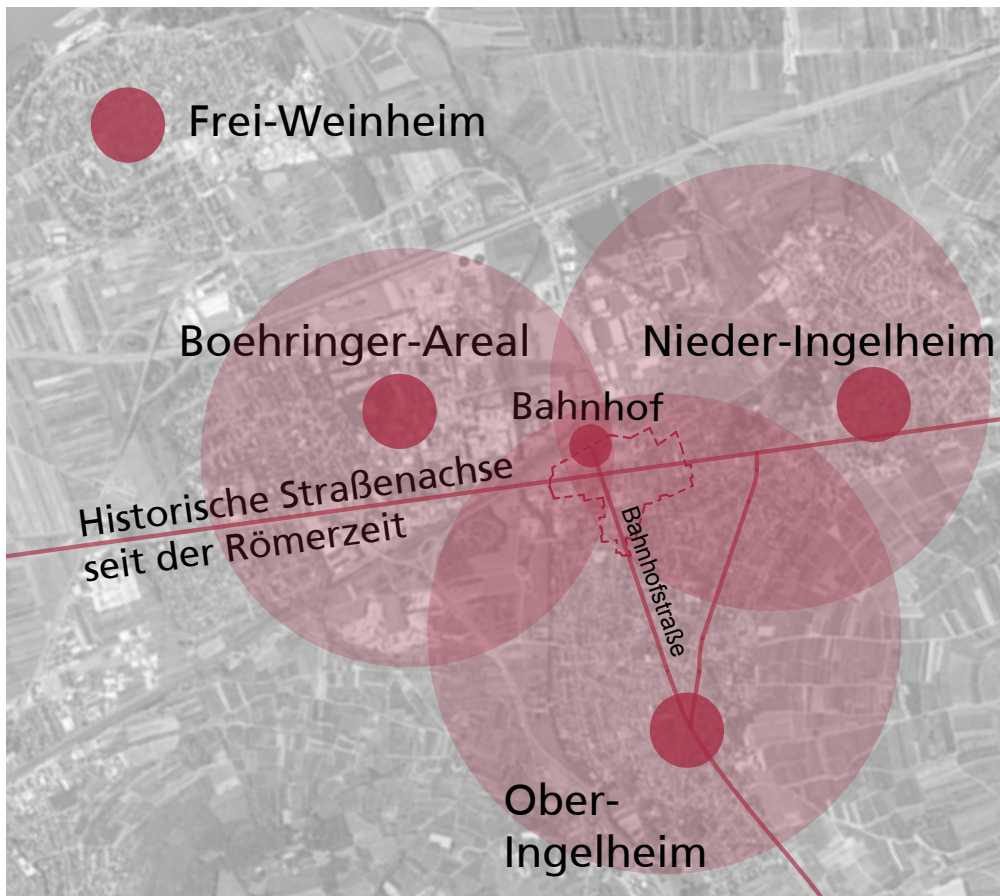 Frei-Weinheim
Boehringer-Areal
Nieder-Ingelheim
Bahnhof
Historische Straßenachse
seit der Römerzeit
Bahnhofstraße
Ober-
Ingelheim